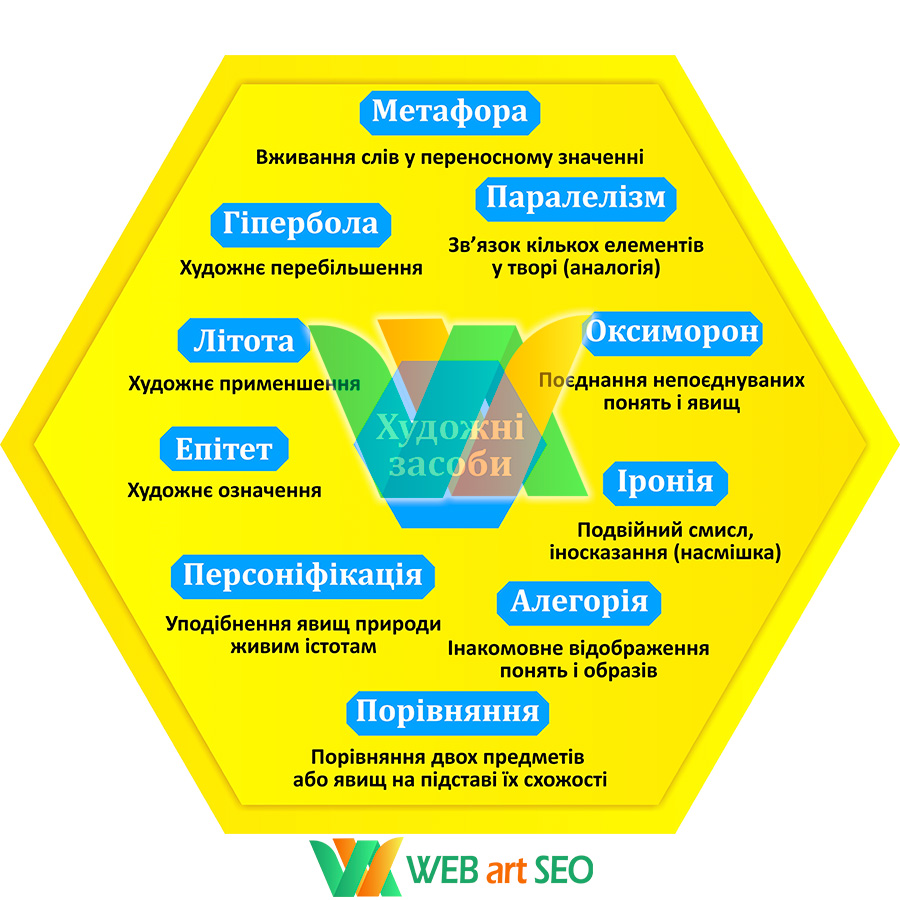 Метафора
Вживання слів у переносному значенні
Паралелізм
Зв’язок кількох елементів
у творі (аналогія)
Гіпербола
Художнє перебільшення
Літота
Художнє применшення
Оксиморон
Поєднання непоєднуваних
понять і явищ
Художні
засоби
Епітет
Художнє означення
Іронія
Подвійний смисл,
іносказання (насмішка)
Персоніфікація
Уподібнення явищ природи
живим істотам
Алегорія
Інакомовне відображення
понять і образів
Порівняння
Порівняння двох предметів
або явищ на підставі їх схожості
WEB art SEO